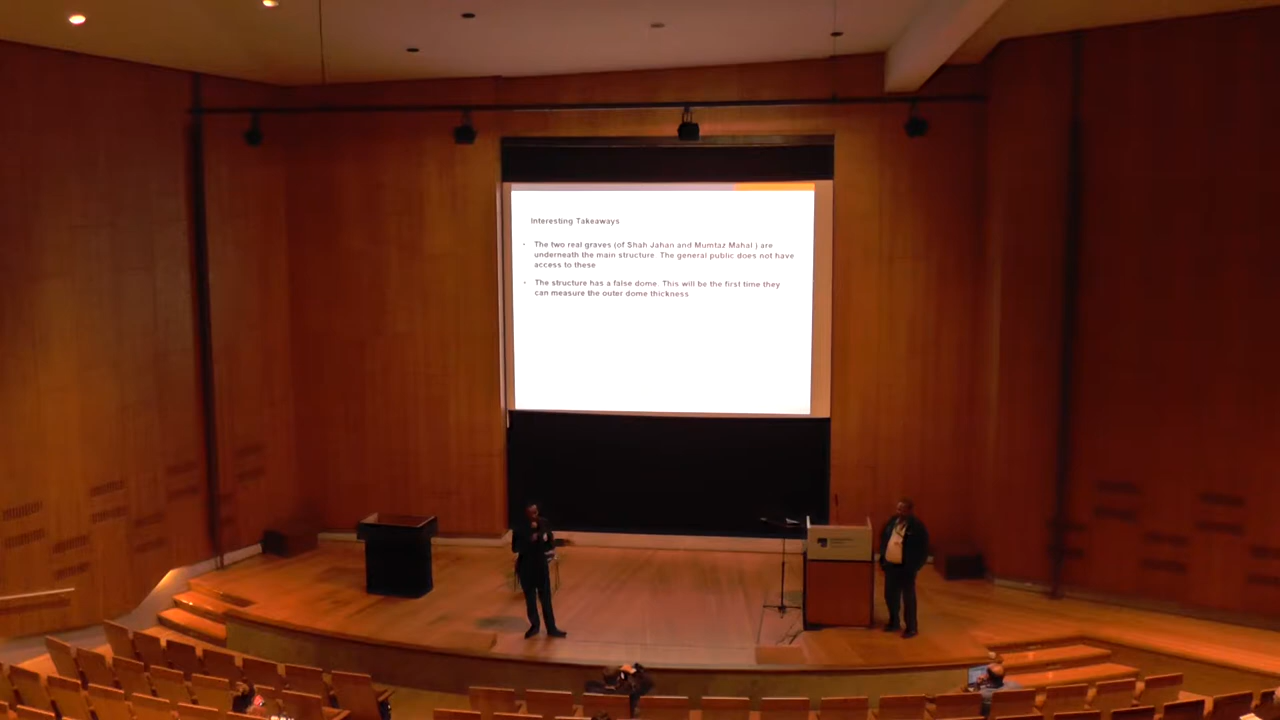 Interesting Takeaways
• The two real graves (of Shah Jahan and Mumtaz Mahal ) are
underneath the main structure. The general public does not have
access to these
• The structure has a false dome. This will be the first time they
can measure the outer dome thickness